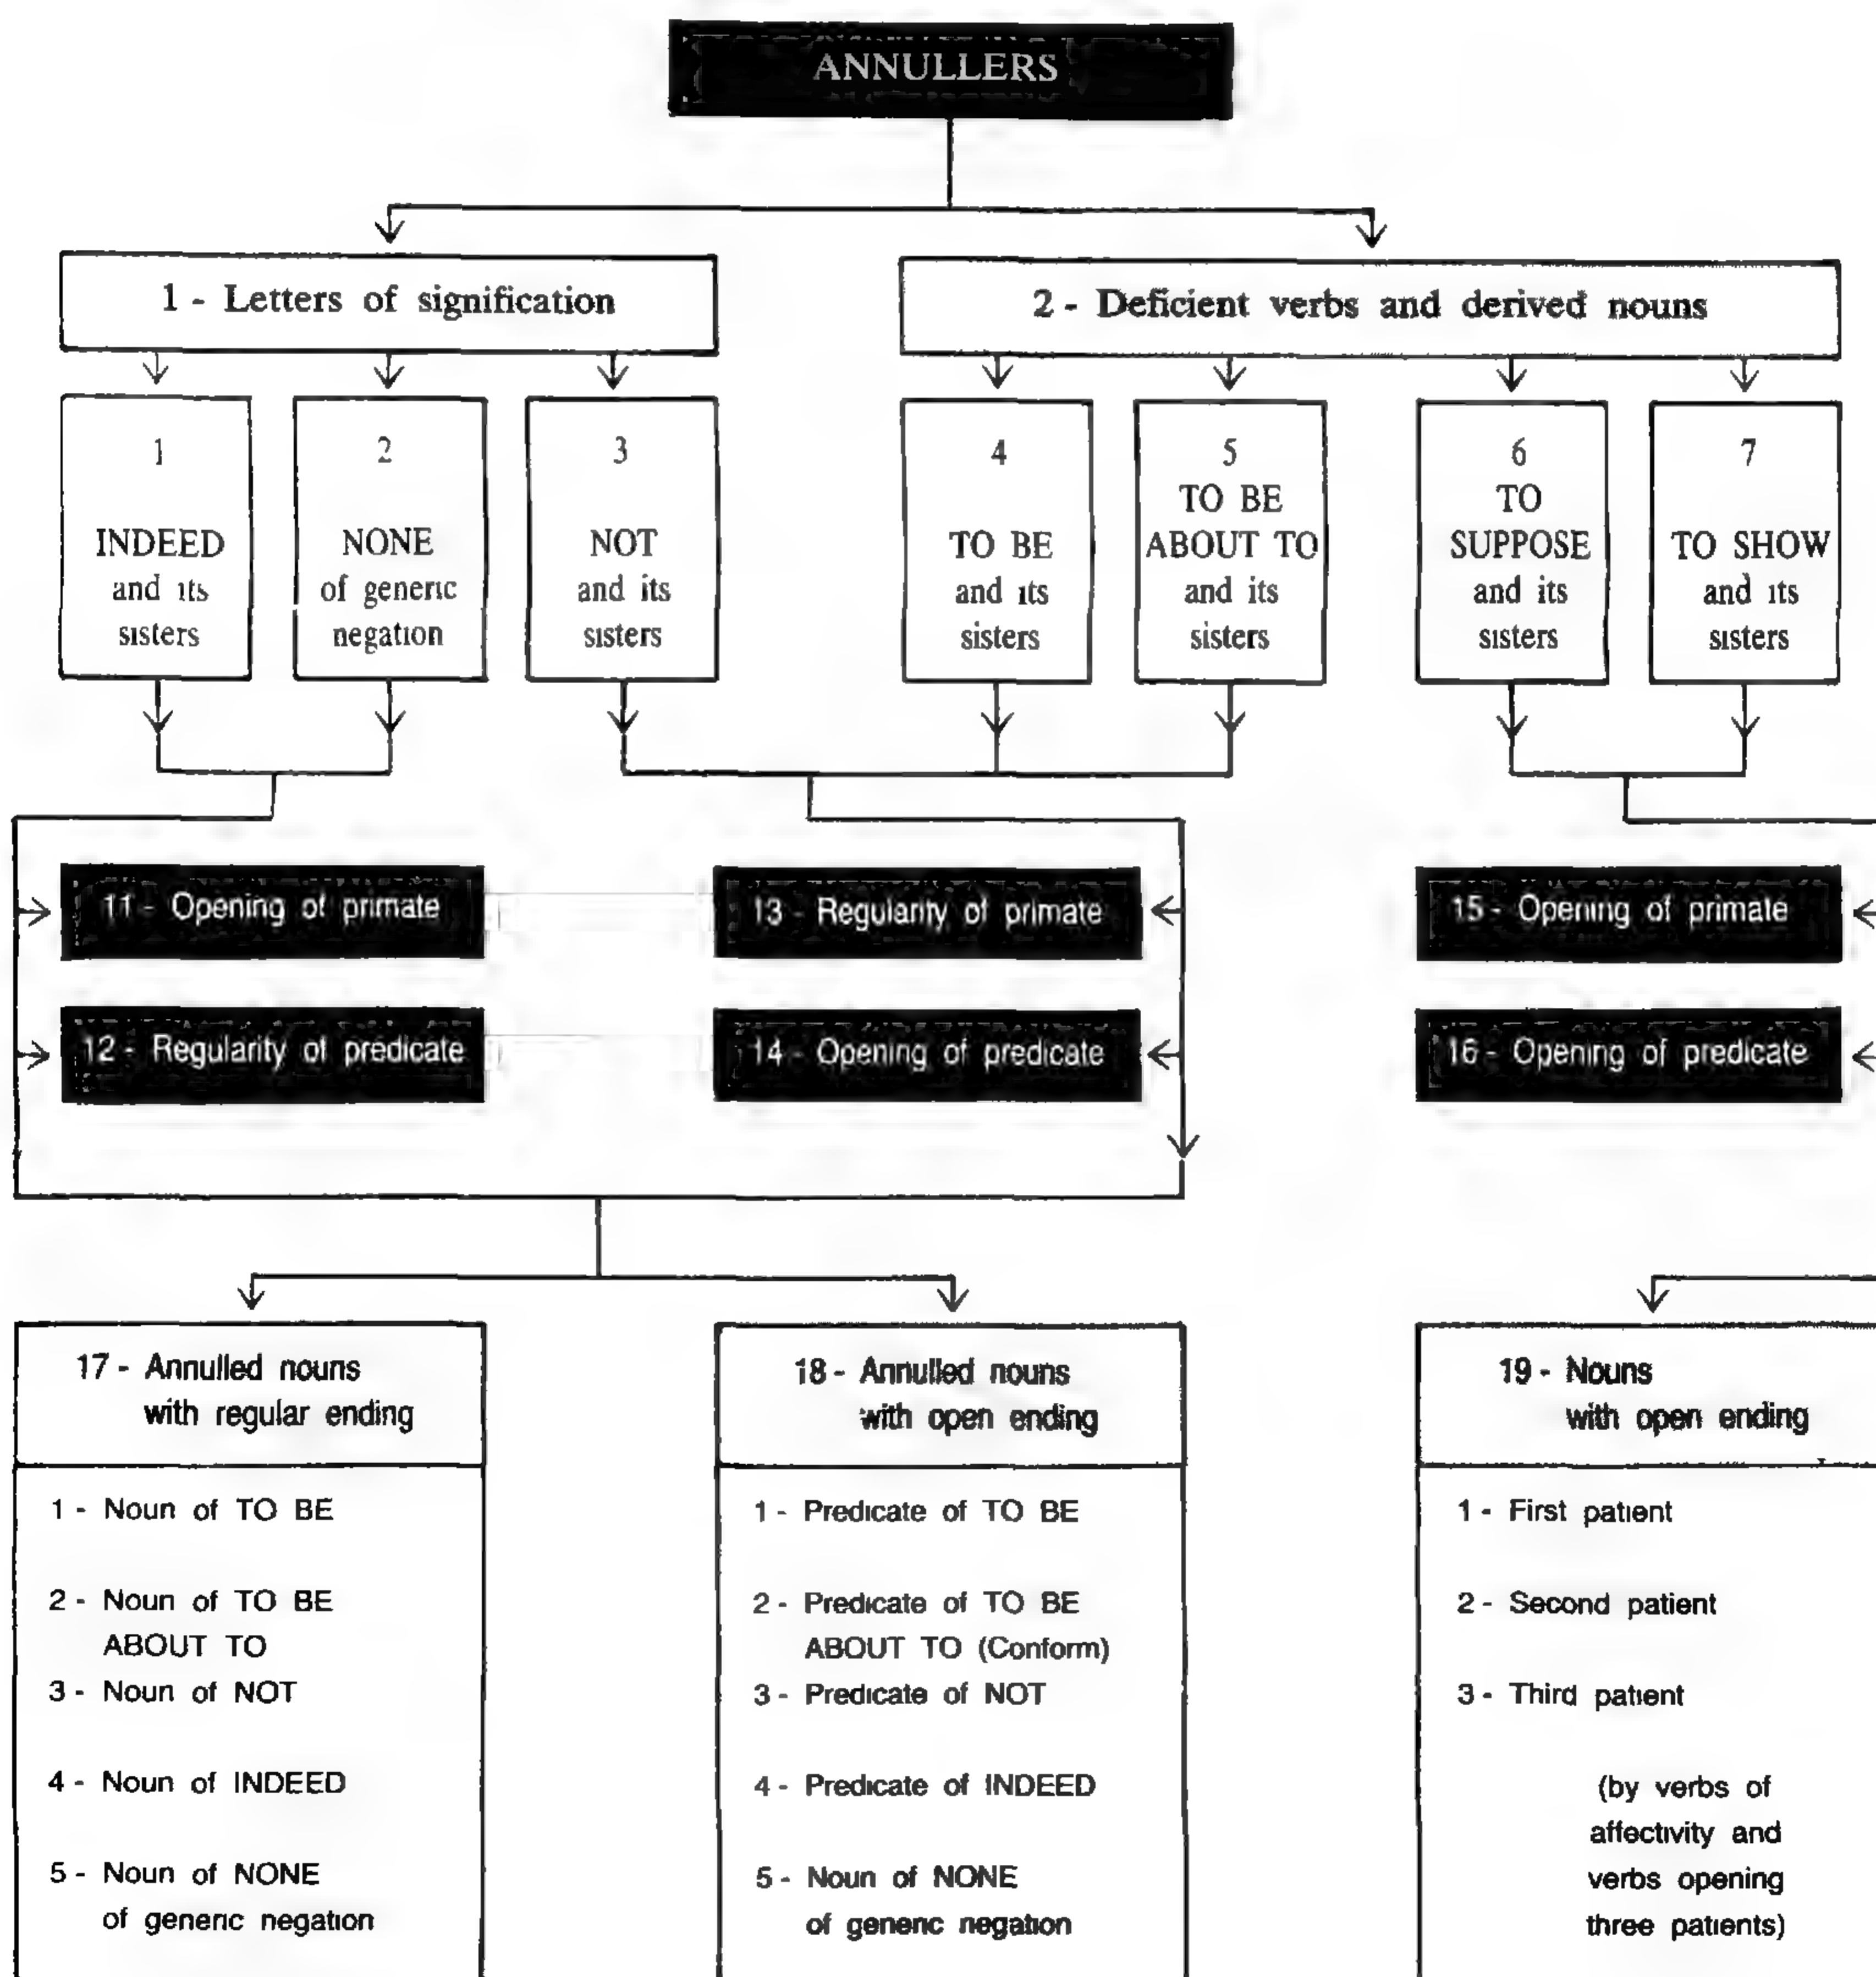 ANNULLERS
1 - Letters of signification
2 - Deficient verbs and derived nouns
1
INDEED
and its
sisters
2
NONE
of generic
negation
3
NOT
and its
sisters
4
TO BE
and its
sisters
5
TO BE
ABOUT TO
and its
sisters
6
TO
SUPPOSE
and its
sisters
7
TO SHOW
and its
sisters
11 - Opening of primate
13 - Regularity of primate
15 - Opening of primate
12 - Regularity of predicate
14 - Opening of predicate
16 - Opening of predicate
17 - Annulled nouns
with regular ending
1 - Noun of TO BE
2 - Noun of TO BE
ABOUT TO
3 - Noun of NOT
4 - Noun of INDEED
5 - Noun of NONE
of generic negation
18 - Annulled nouns
with open ending
1 - Predicate of TO BE
2 - Predicate of TO BE
ABOUT TO (Conform)
3 - Predicate of NOT
4 - Predicate of INDEED
5 - Noun of NONE
of generic negation
19 - Nouns
with open ending
1 - First patient
2 - Second patient
3 - Third patient
(by verbs of
affectivity and
verbs opening
three patients)